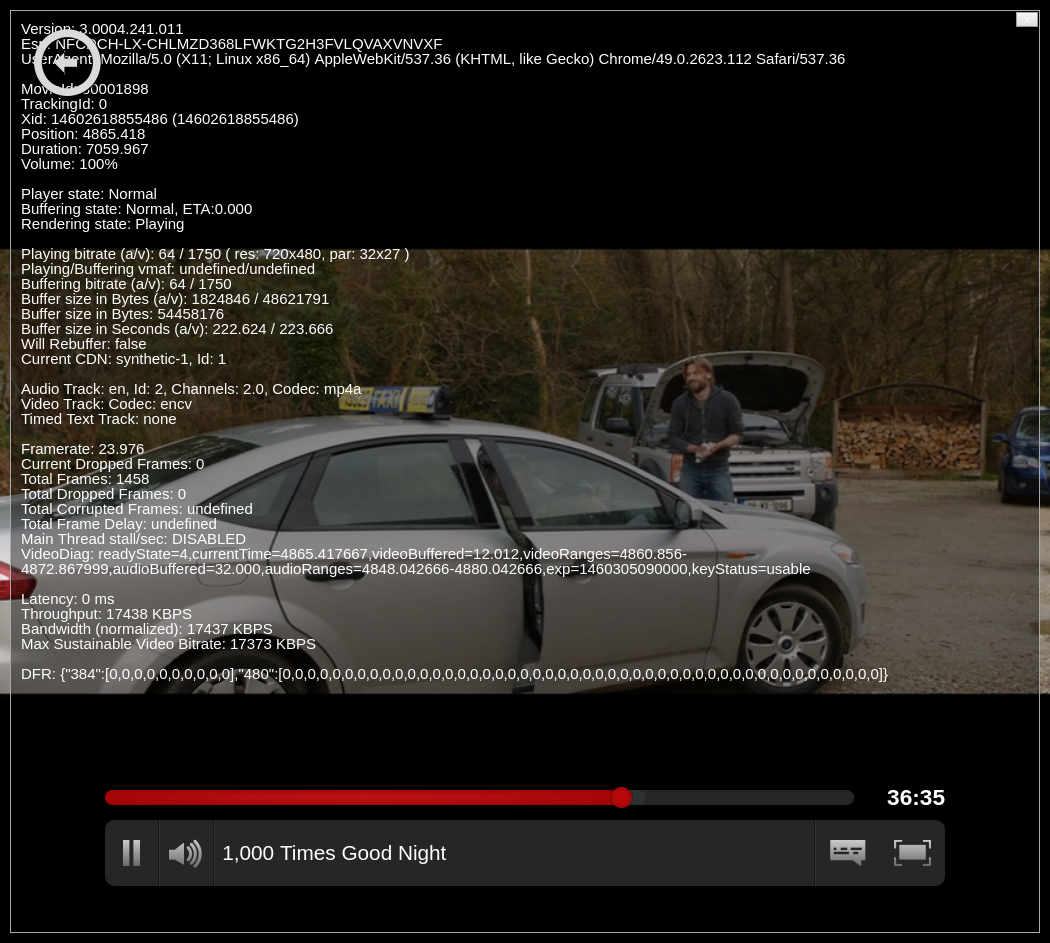 Version: 3.0004.241.011
Esn: NFCDCH-LX-CHLMZD368LFWKTG2H3FVLQVAXVNVXF
UserAgent: Mozilla/5.0 (X11; Linux x86_64) AppleWebKit/537.36 (KHTML, like Gecko) Chrome/49.0.2623.112 Safari/537.36
MovieId: 80001898
TrackingId: 0
Xid: 14602618855486 (14602618855486)
Position: 4865.418
Duration: 7059.967
Volume: 100%
Player state: Normal
Buffering state: Normal, ETA:0.000
Rendering state: Playing
Playing bitrate (a/v): 64 / 1750 ( res: 720x480, par: 32x27 )
Playing/Buffering vmaf: undefined/undefined
Buffering bitrate (a/v): 64 / 1750
Buffer size in Bytes (a/v): 1824846 / 48621791
Buffer size in Bytes: 54458176
Buffer size in Seconds (a/v): 222.624 / 223.666
Will Rebuffer: false
Current CDN: synthetic-1, Id: 1
Audio Track: en, Id: 2, Channels: 2.0, Codec: mp4a
TAXI
Video Track: Codec: encv
Timed Text Track: none
Framerate: 23.976
Current Dropped Frames: 0
Total Frames: 1458
Total Dropped Frames: 0
Total Corrupted Frames: undefined
Total Frame Delay: undefined
Main Thread stall/sec: DISABLED
VideoDiag: readyState=4,currentTime=4865.417667,videoBuffered=12.012,videoRanges=4860.856-
4872.867999,audioBuffered=32.000,audioRanges=4848.042666-4880.042666,exp=1460305090000,keyStatus=usable
Latency: 0 ms
Throughput: 17438 KBPS
Bandwidth (normalized): 17437 KBPS
Max Sustainable Video Bitrate: 17373 KBPS
DFR: {"384":[0,0,0,0,0,0,0,0,0,0],"480":[0,0,0,0,0,0,0,0,0,0,0,0,0,0,0,0,0,0,0,0,0,0,0,0,0,0,0,0,0,0,0,0,0,0,0,0,0,0,0,0,0,0,0,0,0,0,0,0]}
36:35
1,000 Times Good Night